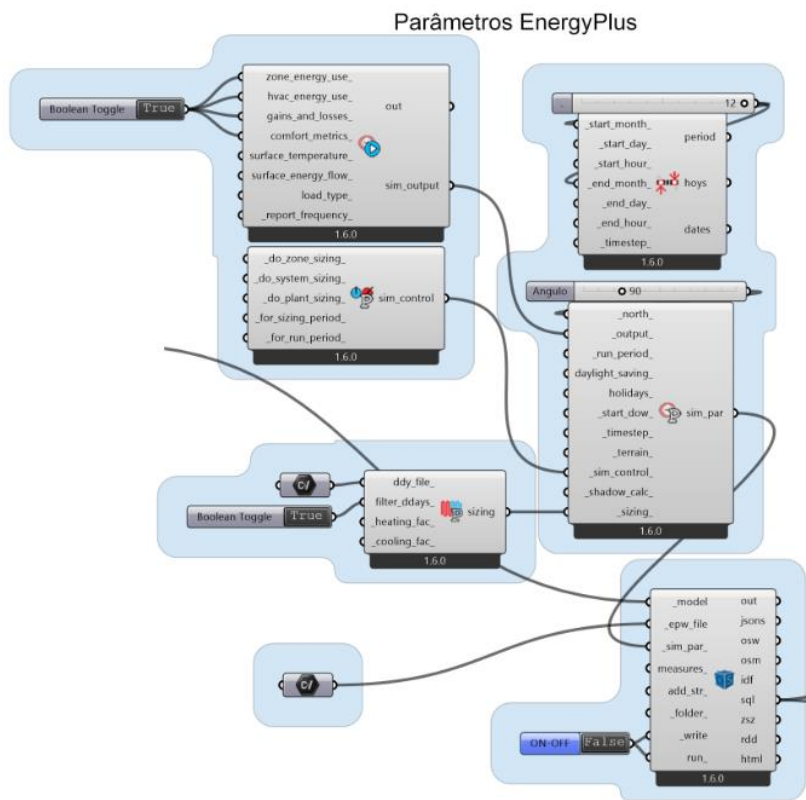 Parâmetros EnergyPlus
Boolean Toggle True
zone_energy_use_
hvac_energy_use_
gains_and_losses_
comfort_metrics_
surface_temperature_
surface_energy_flow_
load_type_
_report_frequency_
out
sim_output
1.6.0
_do_zone_sizing_
_do_system_sizing_
_do_plant_sizing_
_for_sizing_period_
_for_run_period_
sim_control
1.6.0
. 12
_start_month_
_start_day_
_start_hour_
_end_month_
_end_day_
_end_hour_
_timestep_
period
hoys
dates
1.6.0
Angulo 90
_north_
_output_
_run_period_
daylight_saving_
holidays_
_start_dow_
_timestep_
_terrain_
_sim_control_
_shadow_calc_
_sizing_
sim_par
1.6.0
C/
Boolean Toggle True
ddy_file_
filter_ddays_
_heating_fac_
_cooling_fac_
sizing
1.6.0
C/
ON-OFF False
_model
_epw_file
_sim_par_
measures_
add_str_
_folder_
_write
run_
out
jsons
osw
osm
idf
sql
zsz
rdd
html
1.6.0